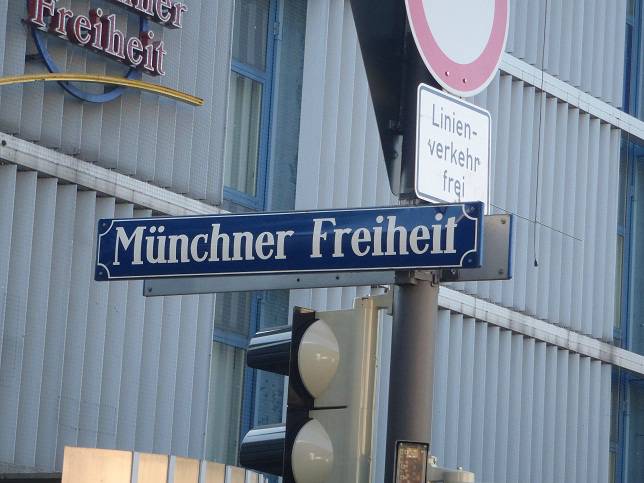 Freiheit
Linien-
verkehr
frei
Münchner Freiheit